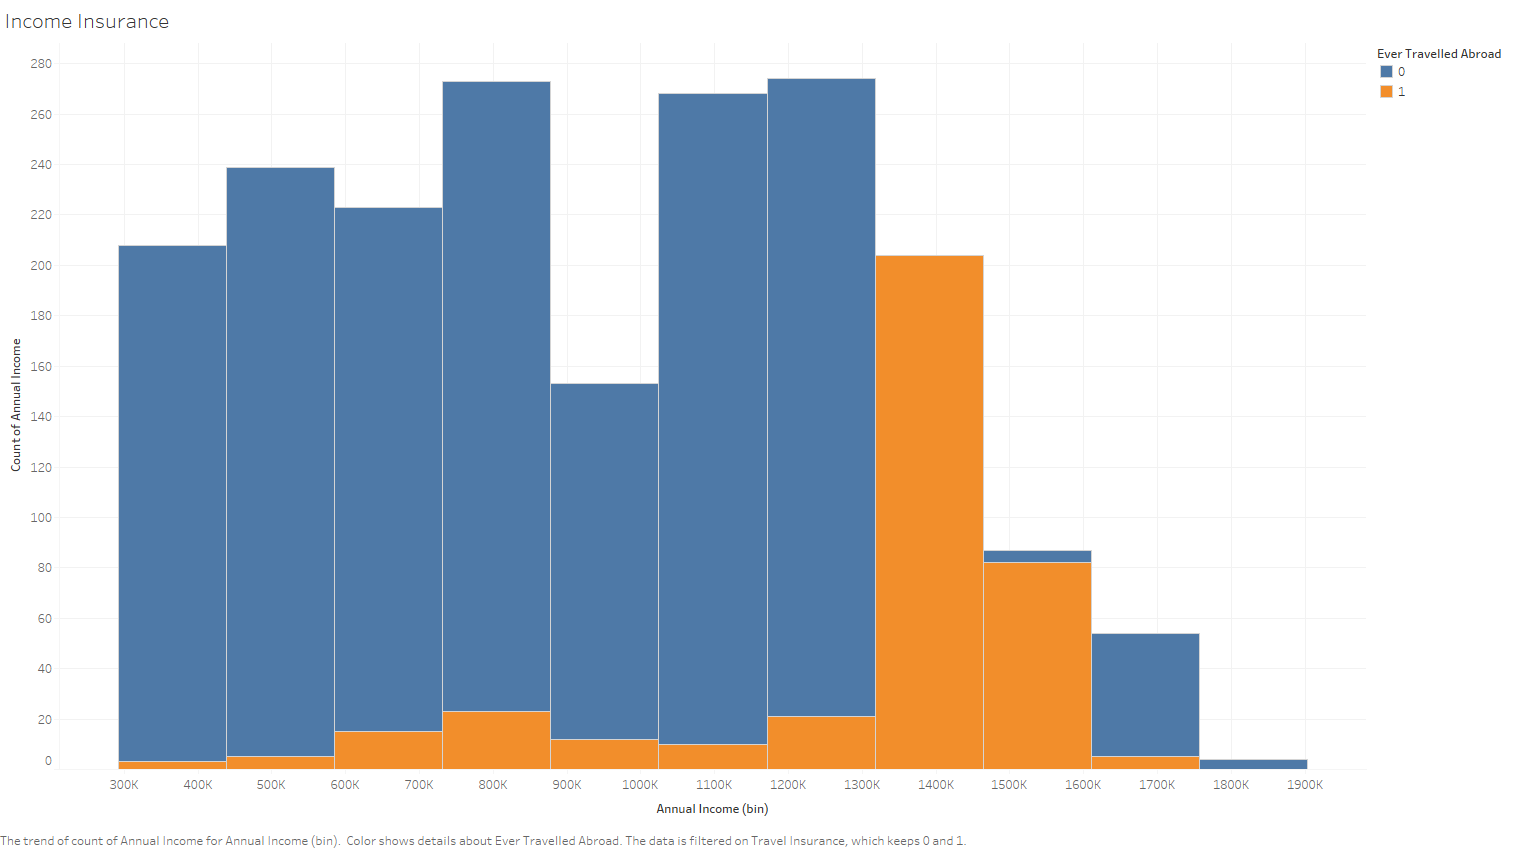 Income Insurance
Ever Travelled Abroad
0
1
280
260
240
220
200
180
160
140
120
100
80
60
40
20
0
Count of Annual Income
300K 400K 500K 600K 700K 800K 900K 1000K 1100K 1200K 1300K 1400K 1500K 1600K 1700K 1800K 1900K
Annual Income (bin)
The trend of count of Annual Income for Annual Income (bin). Color shows details about Ever Travelled Abroad. The data is filtered on Travel Insurance, which keeps 0 and 1.